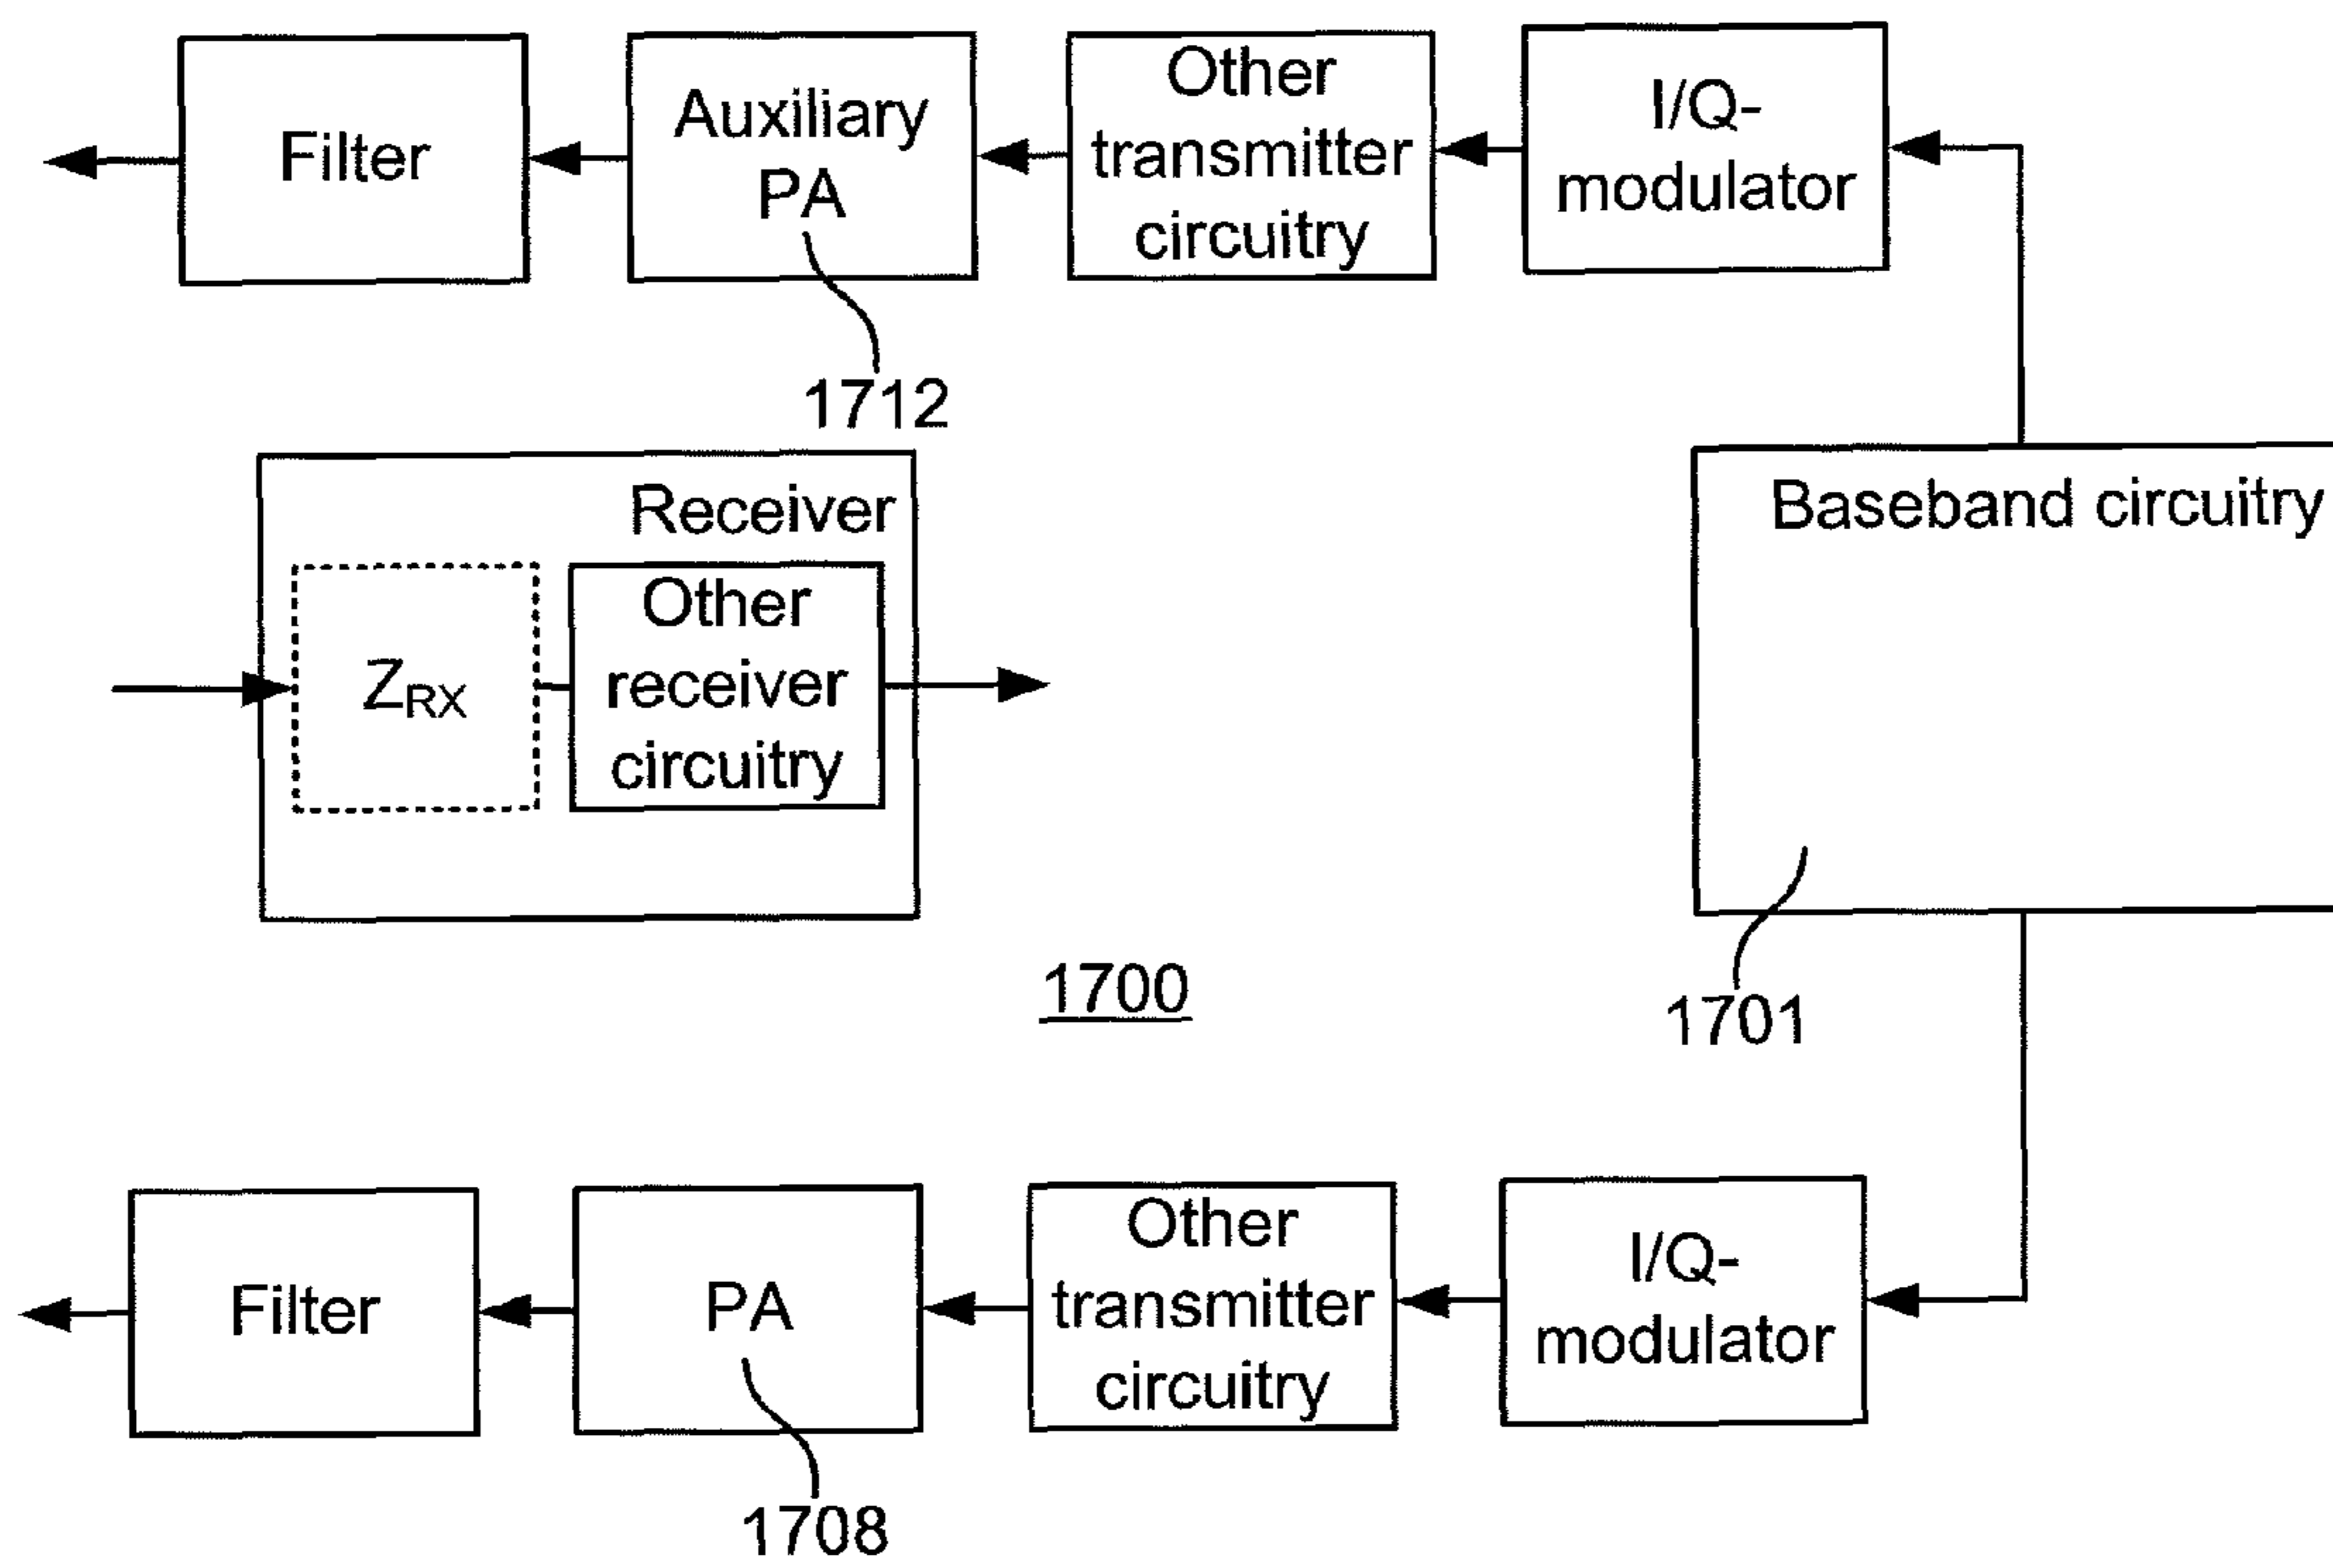 Filter
Auxiliary
PA
Other
transmitter
circuitry
I/Q-
modulator
1712
Receiver
Z_RX
Other
receiver
circuitry
Baseband circuitry
1700
1701
Filter
PA
Other
transmitter
circuitry
I/Q-
modulator
1708